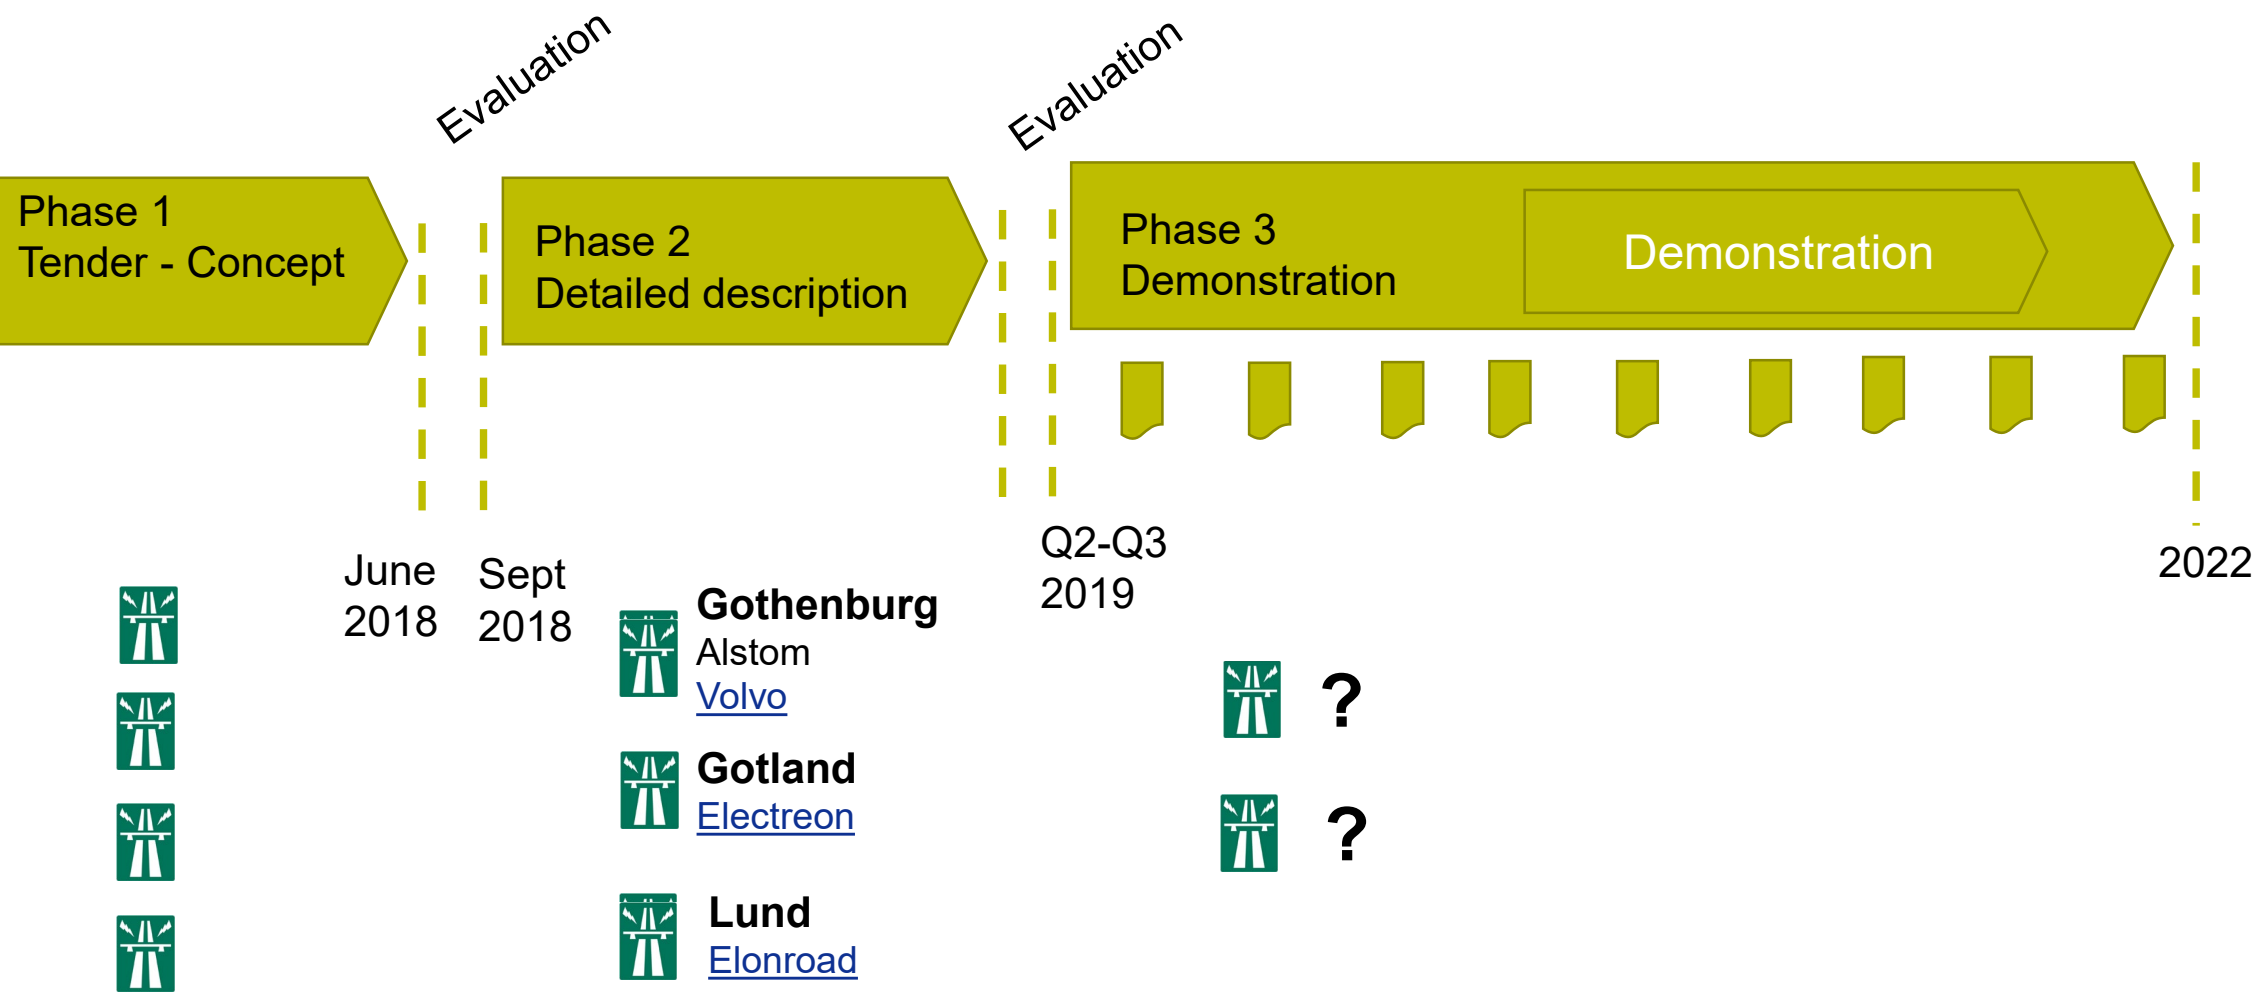 Evaluation
Evaluation
Phase 1
Tender - Concept
Phase 2
Detailed description
Phase 3
Demonstration
Demonstration
June
2018
Sept
2018
Q2-Q3
2019
2022
Gothenburg
Alstom
Volvo
Gotland
Electreon
Lund
Elonroad
?
?